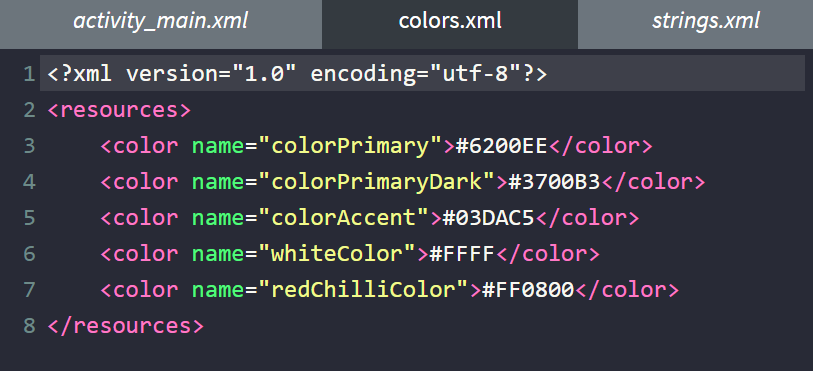 activity_main.xml colors.xml strings.xml
1 <?xml version="1.0" encoding="utf-8"?>
2 <resources>
3     <color name="colorPrimary">#6200EE</color>
4     <color name="colorPrimaryDark">#3700B3</color>
5     <color name="colorAccent">#03DAC5</color>
6     <color name="whiteColor">#FFFF</color>
7     <color name="redChilliColor">#FF0800</color>
8 </resources>